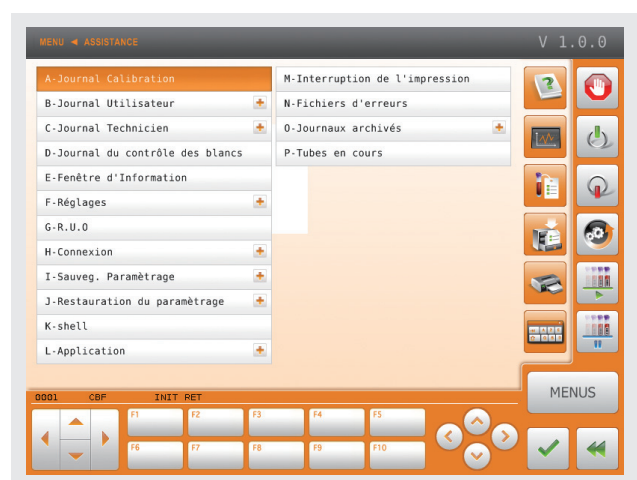 MENU ◄ ASSISTANCE
V 1.0.0
A-Journal Calibration
B-Journal Utilisateur
C-Journal Technicien
D-Journal du contrôle des blancs
E-Fenêtre d'Information
F-Réglages
G-R.U.O
H-Connexion
I-Sauveg. Paramètrage
J-Restauration du paramètrage
K-shell
L-Application
M-Interruption de l'impression
N-Fichiers d'erreurs
O-Journaux archivés
P-Tubes en cours
0001 CBF INIT RET
MENUS
F1 F2 F3 F4 F5
F6 F7 F8 F9 F10